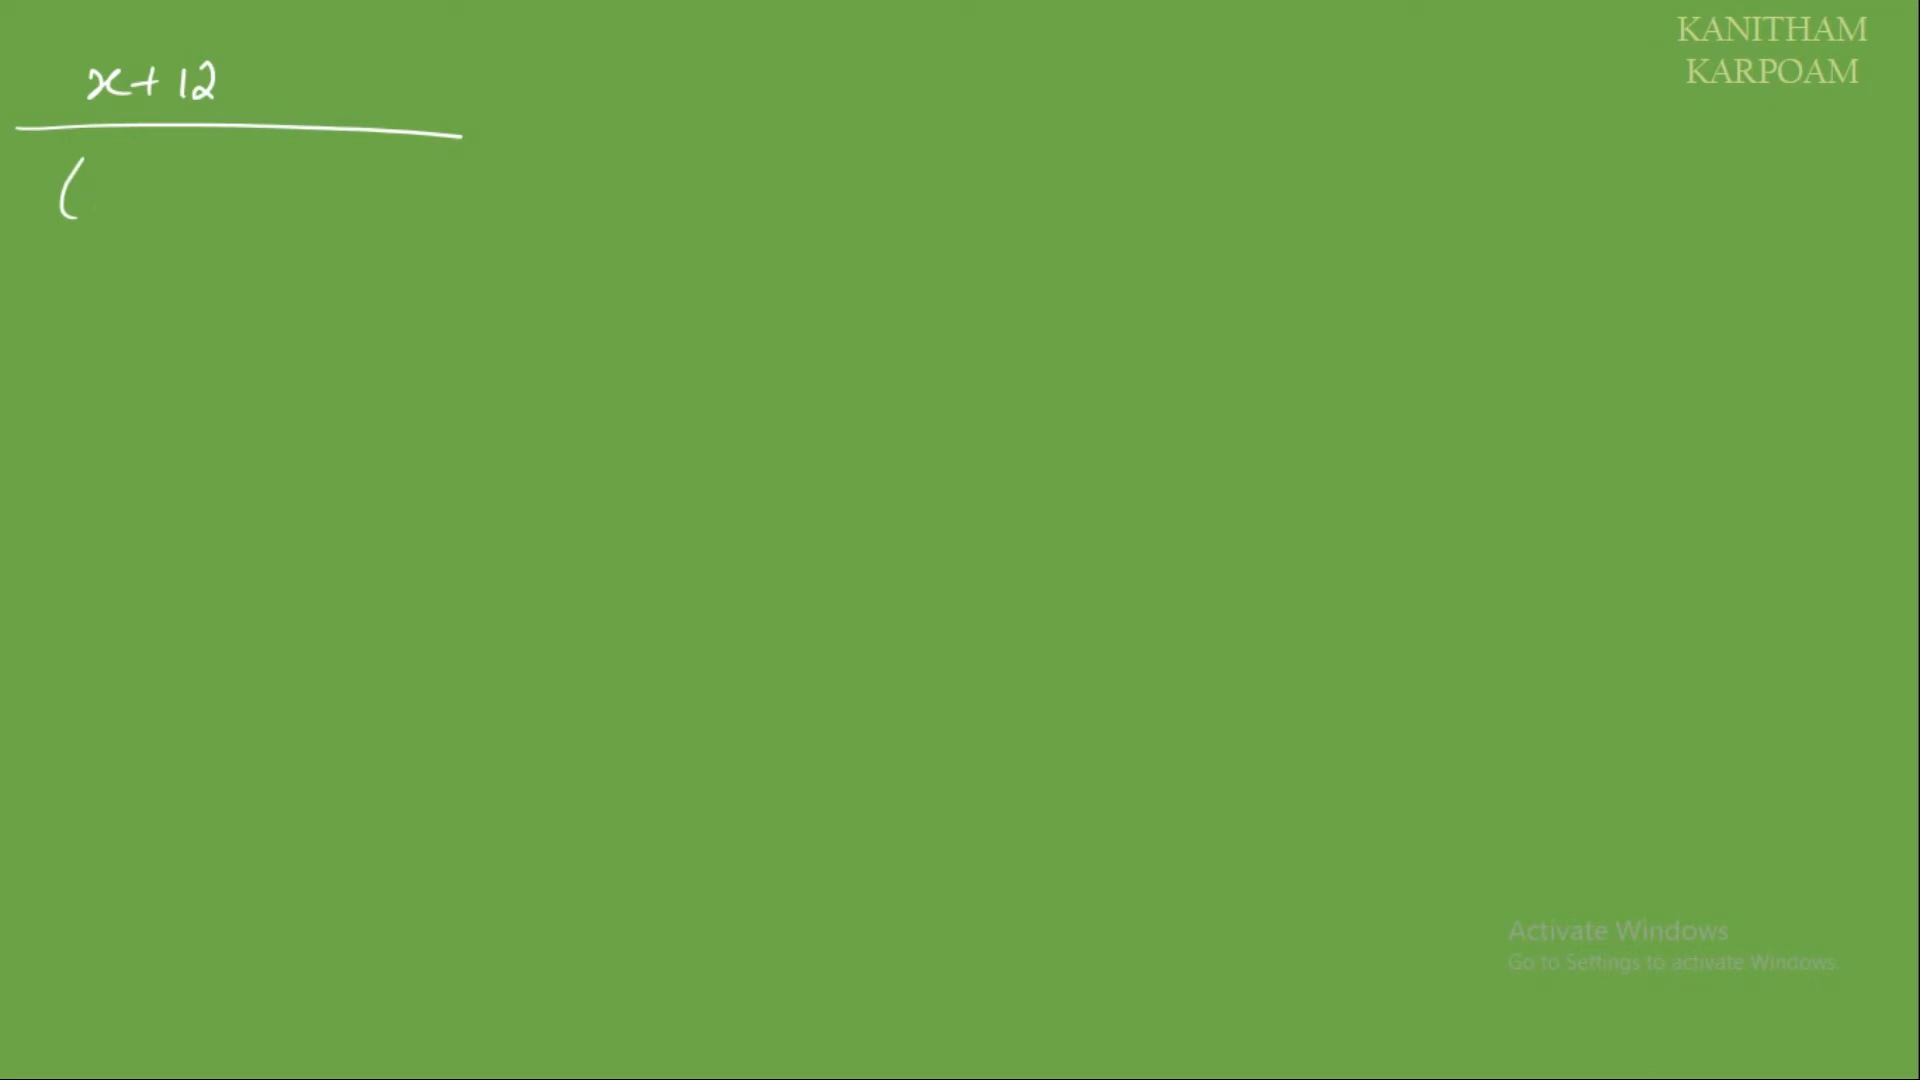 x+12
(
KANITHAM
KARPOAM
Activate Windows
Go to Settings to activate Windows.